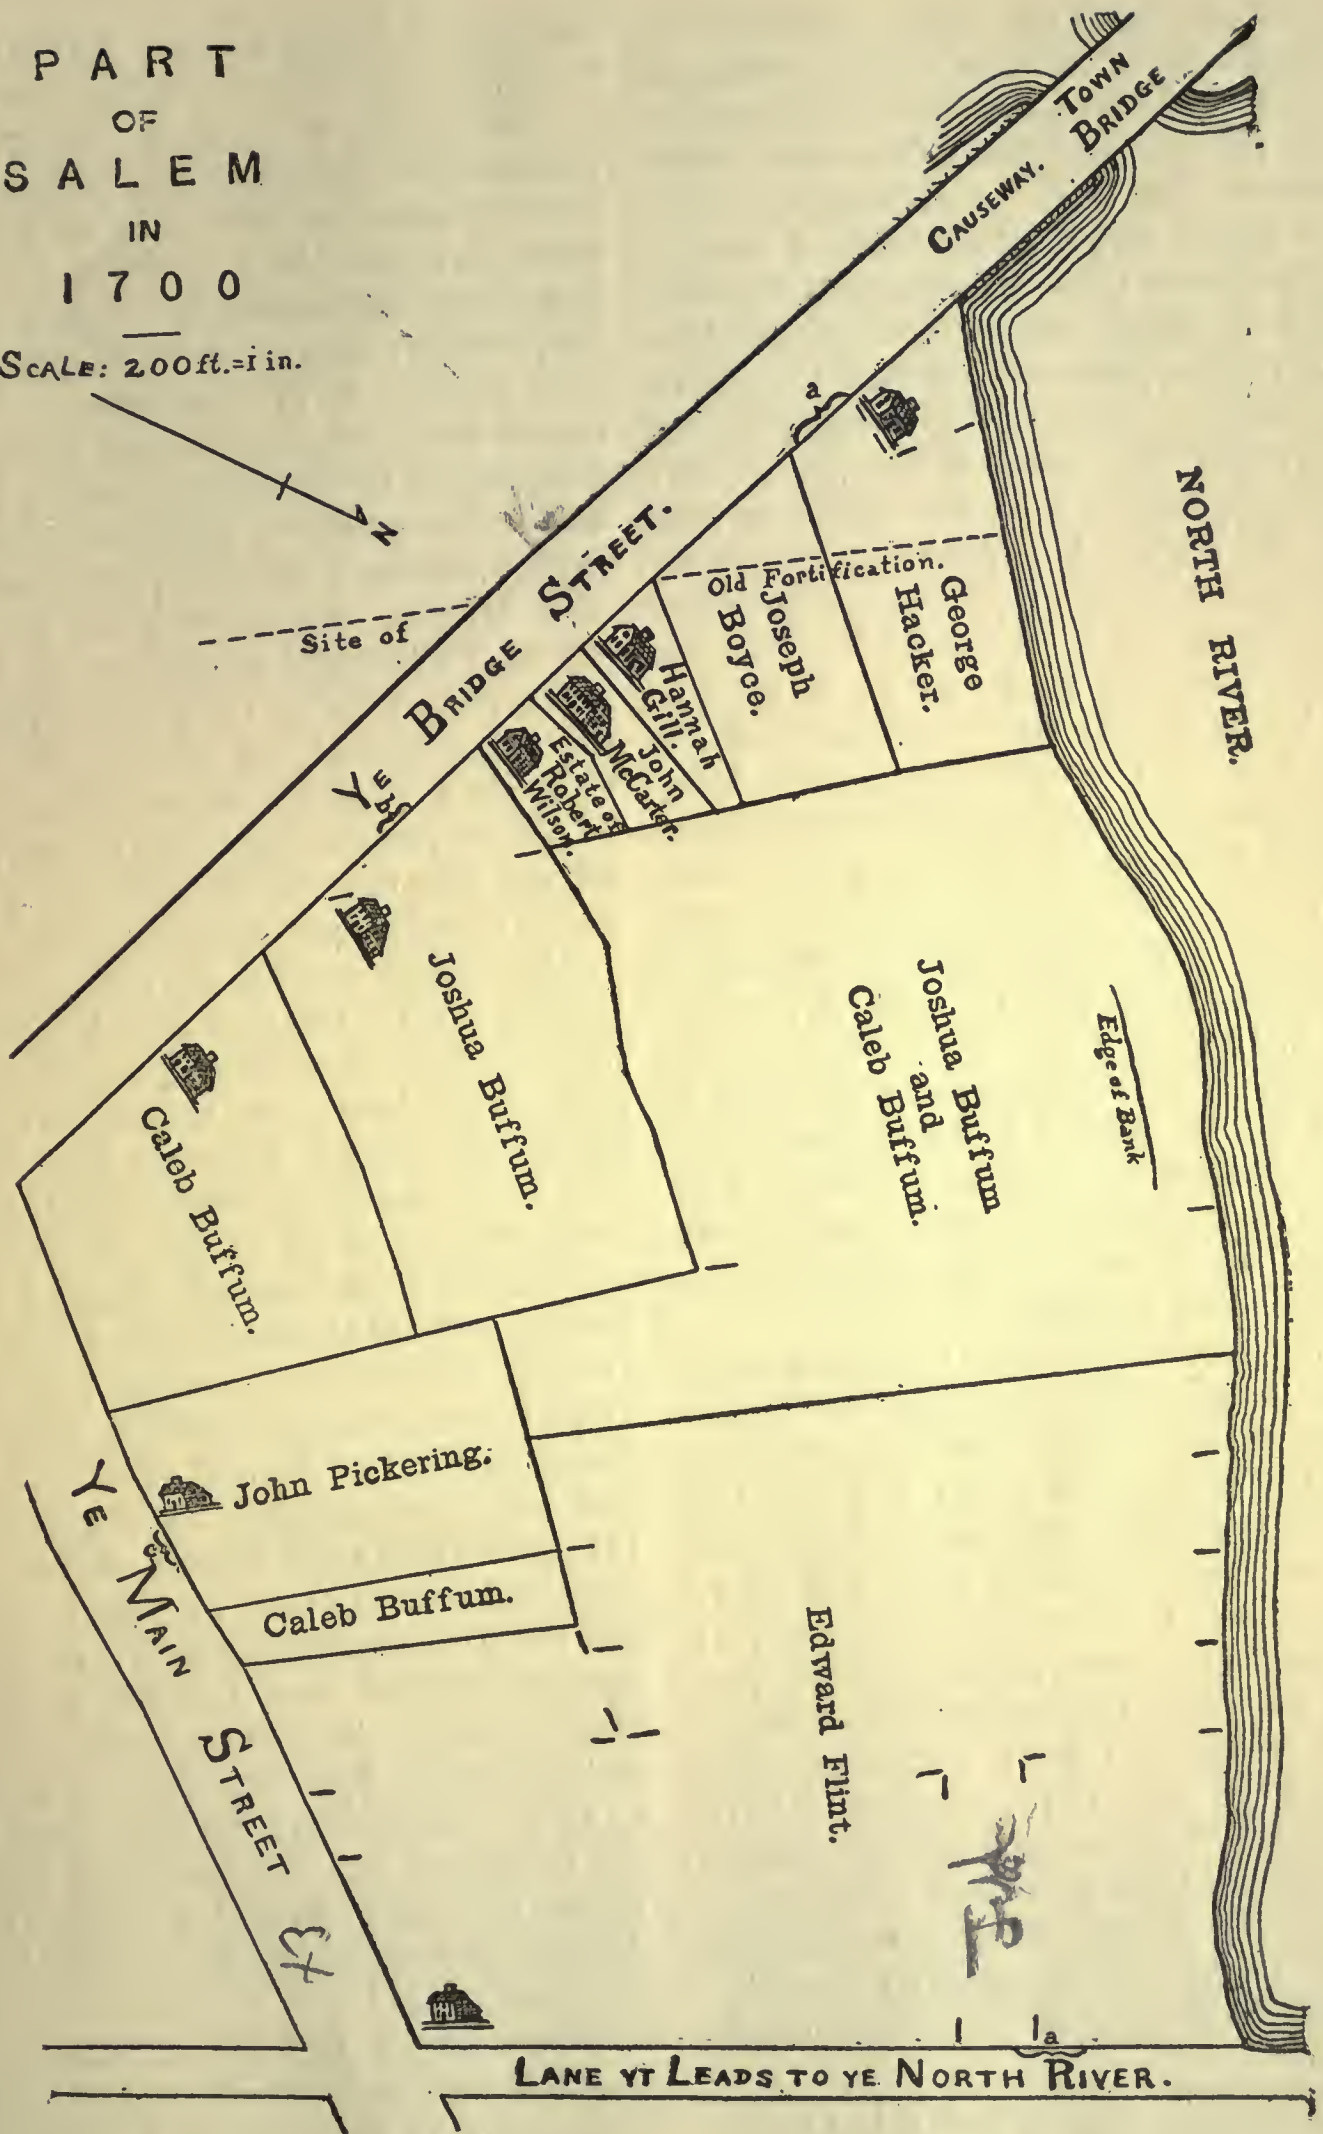 PART
OF
SALEM
IN
1700
SCALE: 200ft.=1 in.
N
TOWN
BRIDGE
CAUSEWAY.
NORTH RIVER.
a
Old Fortification.
Site of
YE BRIDGE STREET.
b
George
Hacker.
Joseph
Boyce.
Hannah
Gill.
John
McCarter.
Estate of
Robert
Wilson.
Joshua Buffum.
Caleb Buffum.
Joshua Buffum
and
Caleb Buffum.
Edge of Bank
John Pickering.
Caleb Buffum.
c
YE MAIN STREET
Edward Flint.
a
LANE YT LEADS TO YE NORTH RIVER.